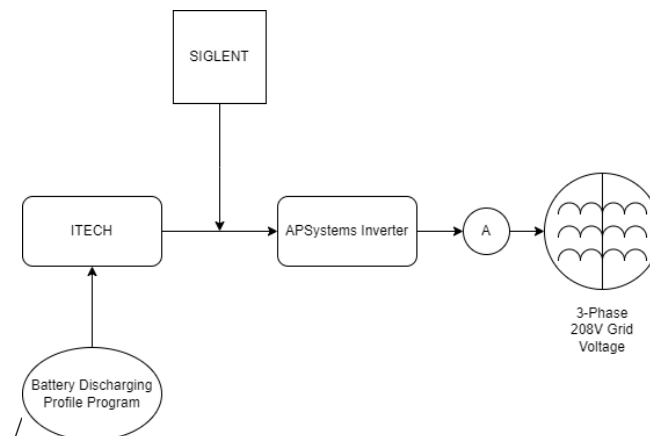 SIGLENT
ITECH
APSystems Inverter
A
3-Phase
208V Grid
Voltage
Battery Discharging
Profile Program